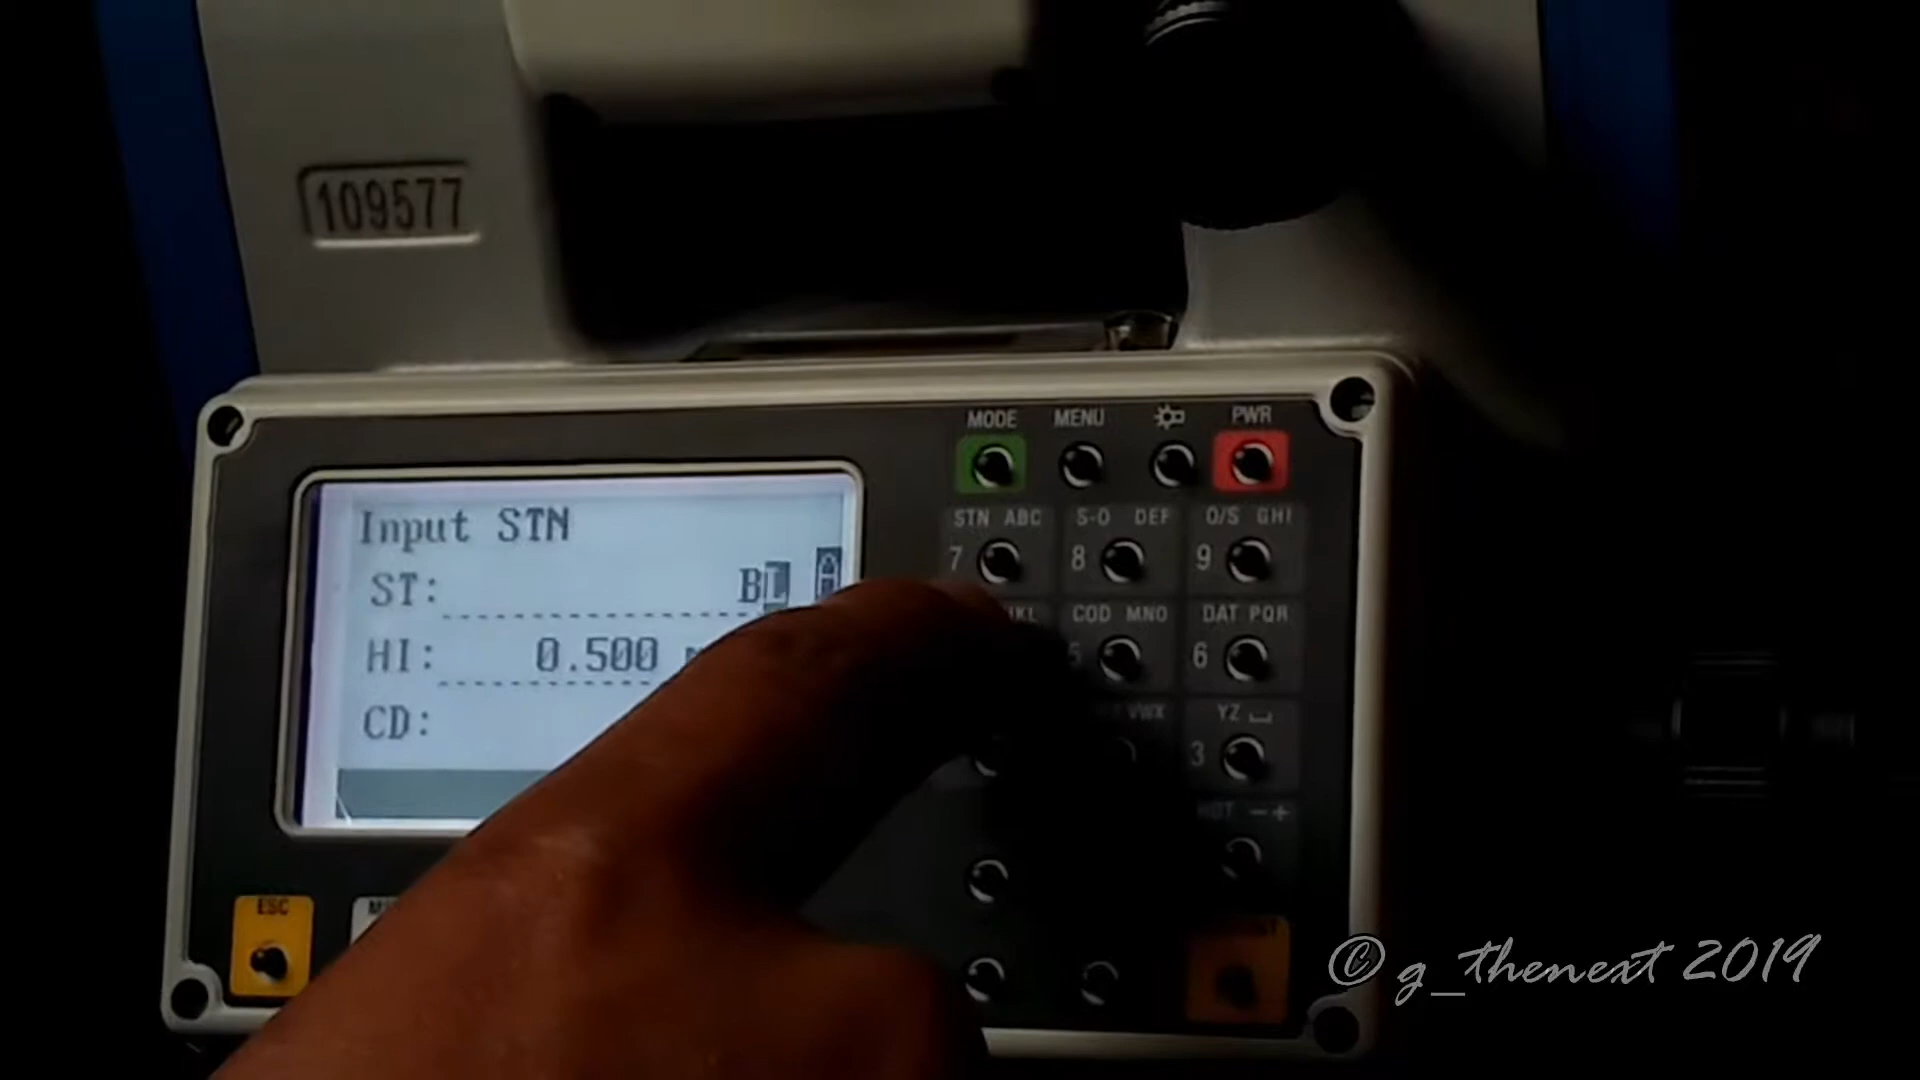 109577
MODE MENU PWR
Input STN
ST: BL
HI: 0.500
CD:
STN ABC S-O DEF O/S GHI
7 8 9
JKL COD MNO DAT PQR
5 6
VWX YZ
3
HOT -+
ESC
© g_thenext 2019